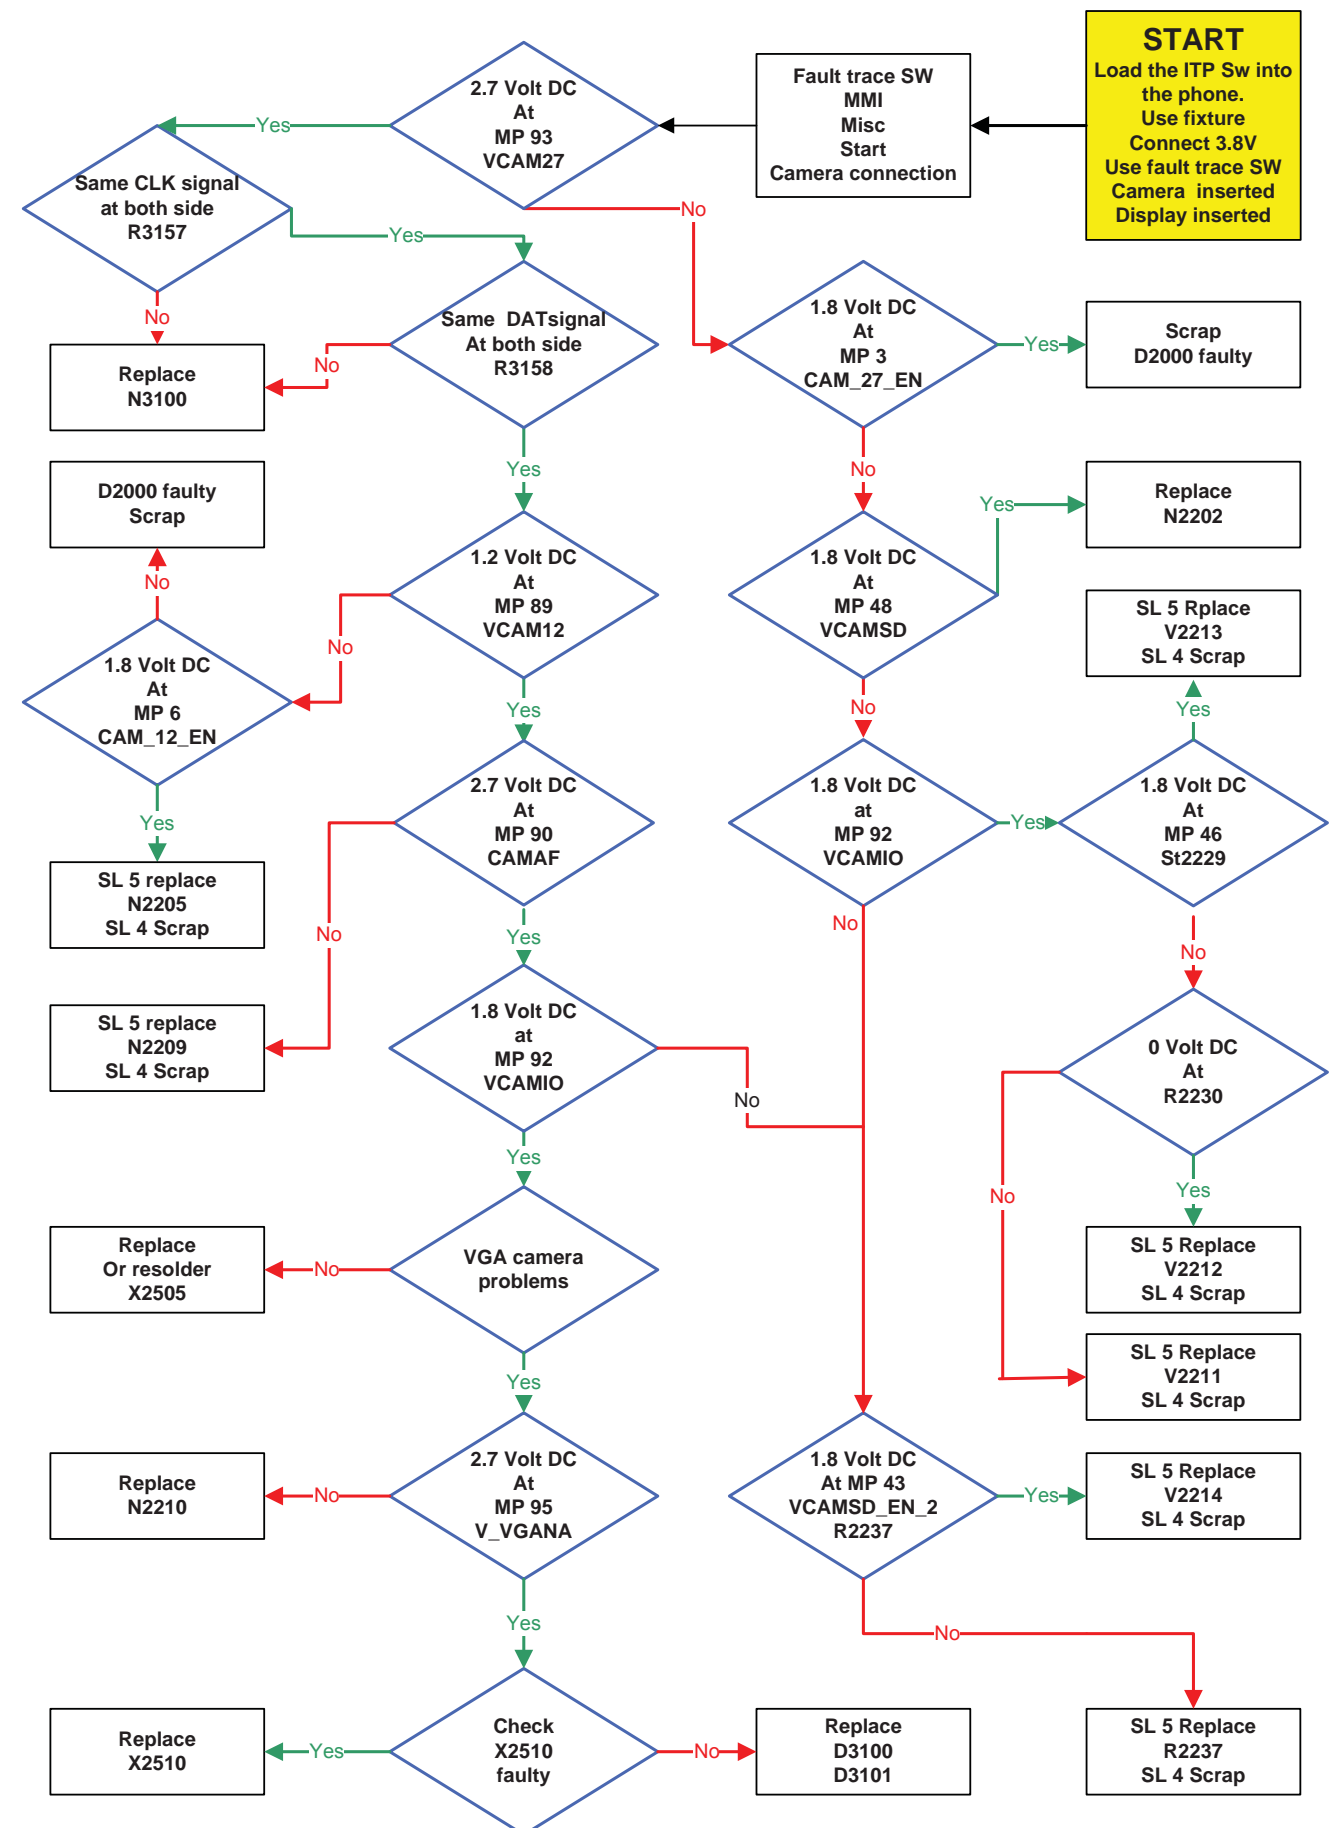 START
Load the ITP Sw into
the phone.
Use fixture
Connect 3.8V
Use fault trace SW
Camera inserted
Display inserted
Fault trace SW
MMI
Misc
Start
Camera connection
2.7 Volt DC
At
MP 93
VCAM27
Yes
No
Same CLK signal
at both side
R3157
Yes
No
Same DATsignal
At both side
R3158
No
Yes
Replace
N3100
1.8 Volt DC
At
MP 3
CAM_27_EN
Yes
No
Scrap
D2000 faulty
D2000 faulty
Scrap
No
1.2 Volt DC
At
MP 89
VCAM12
No
Yes
1.8 Volt DC
At
MP 48
VCAMSD
Yes
No
Replace
N2202
SL 5 Rplace
V2213
SL 4 Scrap
Yes
1.8 Volt DC
At
MP 6
CAM_12_EN
Yes
2.7 Volt DC
At
MP 90
CAMAF
No
Yes
1.8 Volt DC
at
MP 92
VCAMIO
Yes
No
1.8 Volt DC
At
MP 46
St2229
No
SL 5 replace
N2205
SL 4 Scrap
SL 5 replace
N2209
SL 4 Scrap
1.8 Volt DC
at
MP 92
VCAMIO
No
Yes
0 Volt DC
At
R2230
No
Yes
Replace
Or resolder
X2505
No
VGA camera
problems
Yes
SL 5 Replace
V2212
SL 4 Scrap
SL 5 Replace
V2211
SL 4 Scrap
Replace
N2210
No
2.7 Volt DC
At
MP 95
V_VGANA
Yes
1.8 Volt DC
At MP 43
VCAMSD_EN_2
R2237
Yes
No
SL 5 Replace
V2214
SL 4 Scrap
Replace
X2510
Yes
Check
X2510
faulty
No
Replace
D3100
D3101
SL 5 Replace
R2237
SL 4 Scrap